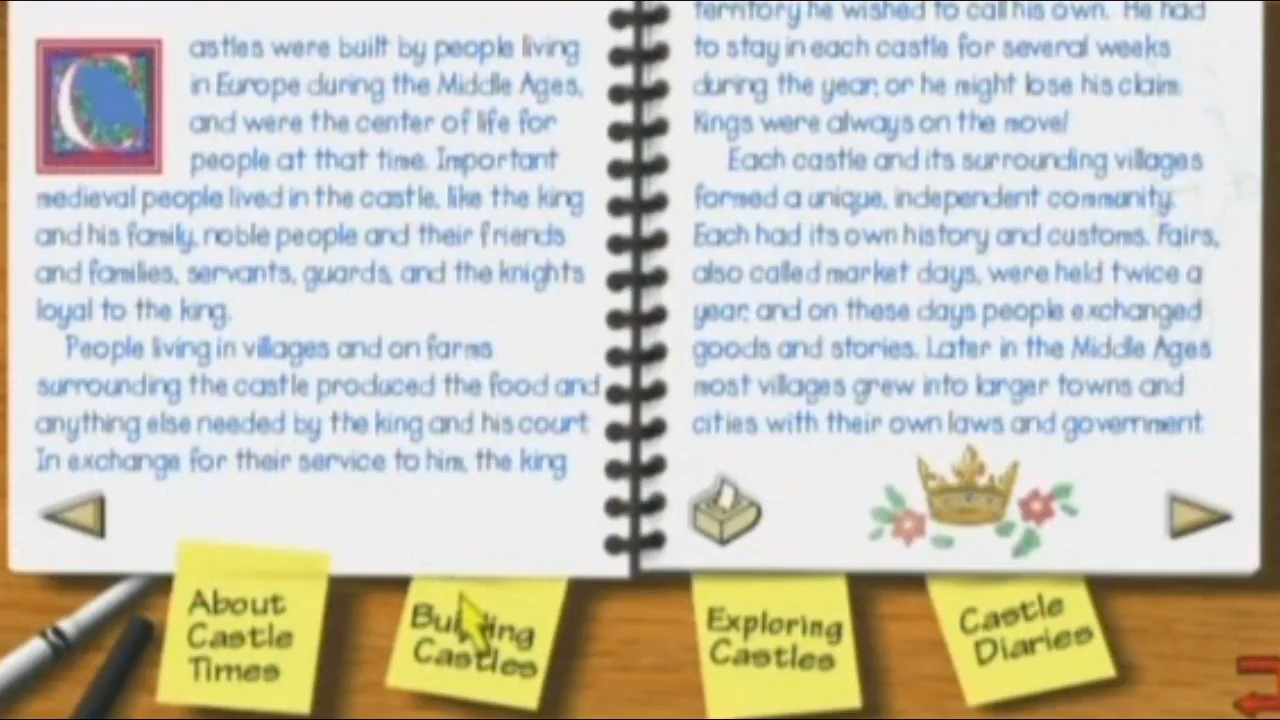 Castles were built by people living
in Europe during the Middle Ages,
and were the center of life for
people at that time. Important
medieval people lived in the castle, like the king
and his family, noble people and their friends
and families, servants, guards, and the knights
loyal to the king.
People living in villages and on farms
surrounding the castle produced the food and
anything else needed by the king and his court.
In exchange for their service to him, the king
territory he wished to call his own. He had
to stay in each castle for several weeks
during the year, or he might lose his claim.
Kings were always on the move!
Each castle and its surrounding villages
formed a unique, independent community.
Each had its own history and customs. Fairs,
also called market days, were held twice a
year, and on these days people exchanged
goods and stories. Later in the Middle Ages
most villages grew into larger towns and
cities with their own laws and government.
About
Castle
Times
Building
Castles
Exploring
Castles
Castle
Diaries